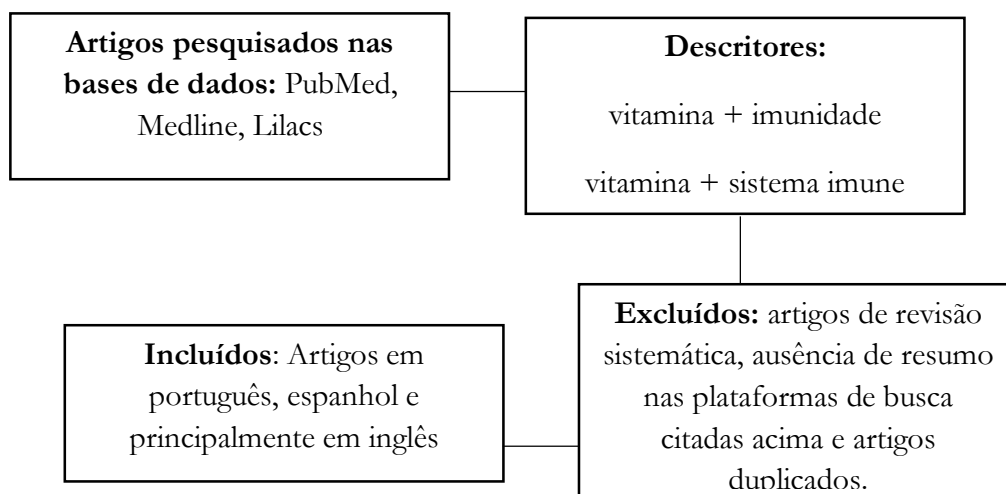 Artigos pesquisados nas
bases de dados: PubMed,
Medline, Lilacs
Descritores:
vitamina + imunidade
vitamina + sistema imune
Excluídos: artigos de revisão
sistemática, ausência de resumo
nas plataformas de busca
citadas acima e artigos
duplicados.
Incluídos: Artigos em
português, espanhol e
principalmente em inglês